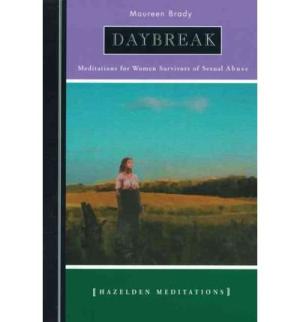 Maureen Brady
DAYBREAK
Meditations for Women Survivors of Sexual Abuse
[ HAZELDEN MEDITATIONS ]